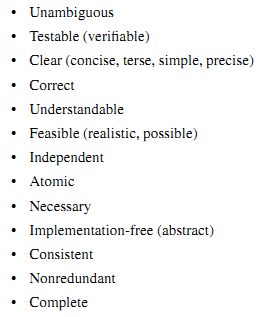 • Unambiguous
• Testable (verifiable)
• Clear (concise, terse, simple, precise)
• Correct
• Understandable
• Feasible (realistic, possible)
• Independent
• Atomic
• Necessary
• Implementation-free (abstract)
• Consistent
• Nonredundant
• Complete